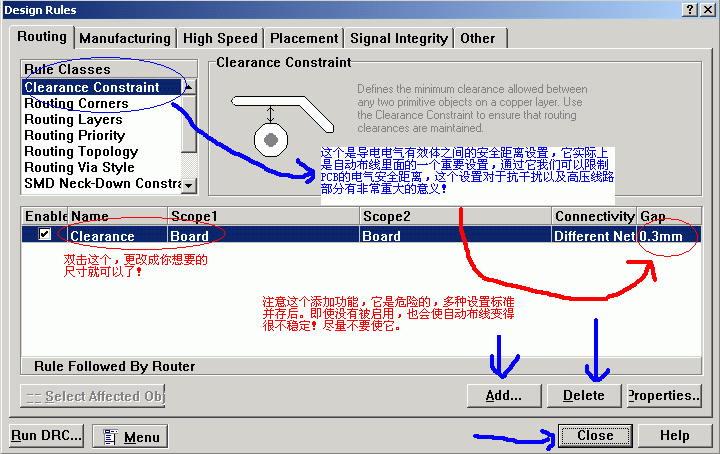 Design Rules
Routing
Manufacturing
High Speed
Placement
Signal Integrity
Other
Rule Classes
Clearance Constraint
Routing Corners
Routing Layers
Routing Priority
Routing Topology
Routing Via Style
SMD Neck-Down Constra
Clearance Constraint
Defines the minimum clearance allowed between
any two primitive objects on a copper layer. Use
the Clearance Constraint to ensure that routing
clearances are maintained.
这个是导电电气有效体之间的安全距离设置，它实际上
是自动布线里面的一个重要设置，通过它我们可以限制
PCB的电气安全距离，这个设置对于抗干扰以及高压线路
部分有非常重大的意义！
Enable Name Scope1 Scope2 Connectivity Gap
Clearance Board Board Different Net 0.3mm
双击这个，更改成你想要的
尺寸就可以了！
注意这个添加功能，它是危险的，多种设置标准
并存后。即使没有被启用，也会使自动布线变得
很不稳定！尽量不要使它。
Rule Followed By Router
Select Affected Obj
Add...
Delete
Properties...
Run DRC...
Menu
Close
Help